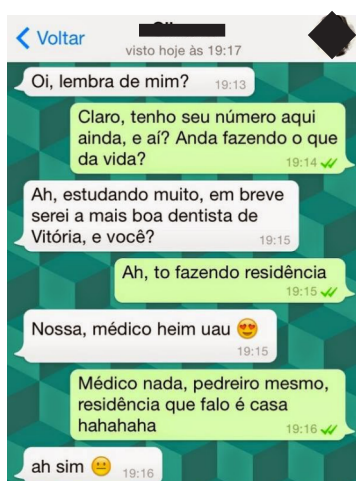 Voltar
visto hoje às 19:17
Oi, lembra de mim? 19:13
Claro, tenho seu número aqui
ainda, e aí? Anda fazendo o que
da vida?
19:14
Ah, estudando muito, em breve
serei a mais boa dentista de
Vitória, e você?
19:15
Ah, to fazendo residência
19:15
Nossa, médico heim uau 😍
19:15
Médico nada, pedreiro mesmo,
residência que falo é casa
hahahaha
19:16
ah sim 😐 19:16